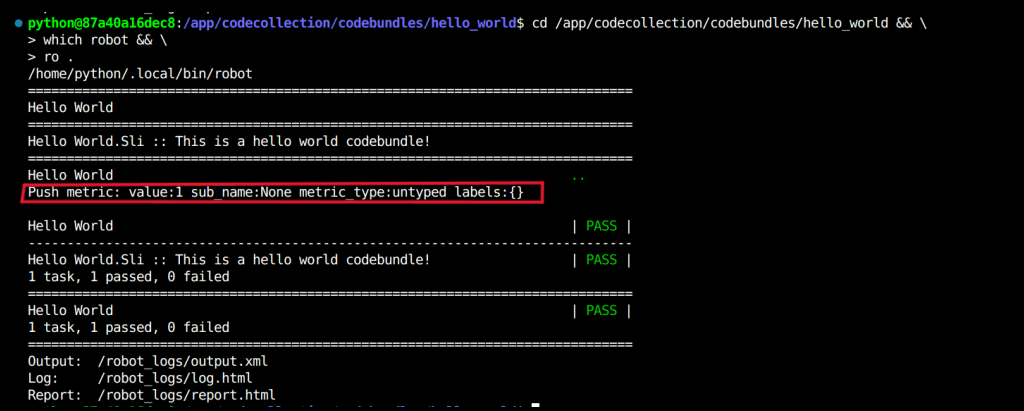 python@87a40a16dec8:/app/codecollection/codebundles/hello_world$ cd /app/codecollection/codebundles/hello_world && \
> which robot && \
> ro .
/home/python/.local/bin/robot
==============================================================================
Hello World
==============================================================================
Hello World.Sli :: This is a hello world codebundle!
==============================================================================
Hello World ..
Push metric: value:1 sub_name:None metric_type:untyped labels:{}
Hello World | PASS |
------------------------------------------------------------------------------
Hello World.Sli :: This is a hello world codebundle! | PASS |
1 task, 1 passed, 0 failed
==============================================================================
Hello World | PASS |
1 task, 1 passed, 0 failed
==============================================================================
Output: /robot_logs/output.xml
Log: /robot_logs/log.html
Report: /robot_logs/report.html